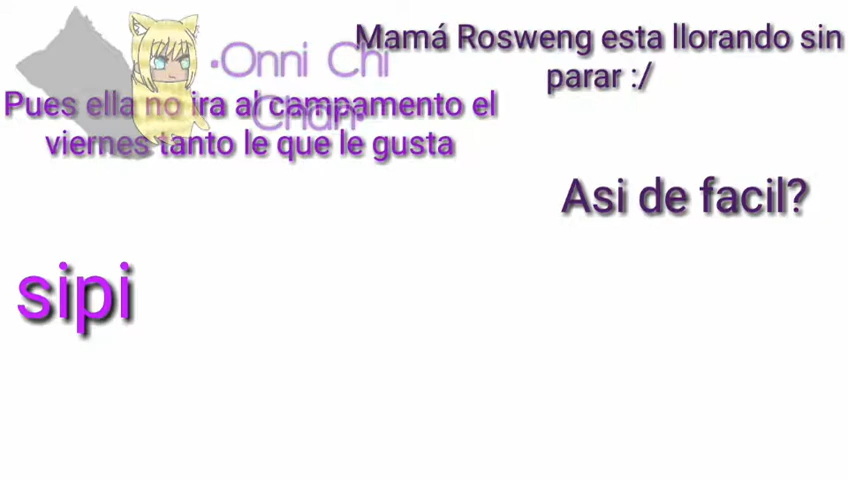 Mamá Rosweng esta llorando sin
parar :/
•Onni Chi
Chan
Pues ella no ira al campamento el
viernes tanto le que le gusta
Asi de facil?
sipi